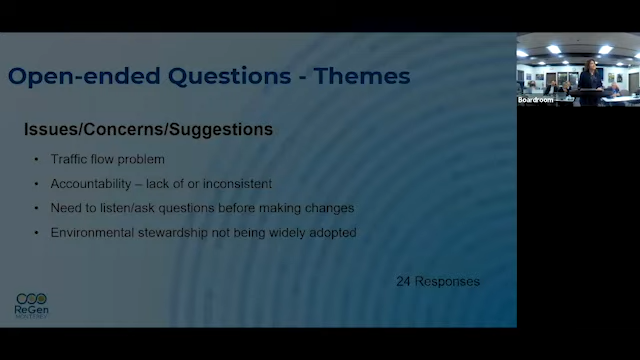 Open-ended Questions - Themes
Boardroom
Issues/Concerns/Suggestions
• Traffic flow problem
• Accountability – lack of or inconsistent
• Need to listen/ask questions before making changes
• Environmental stewardship not being widely adopted
24 Responses
ReGen
MONTEREY